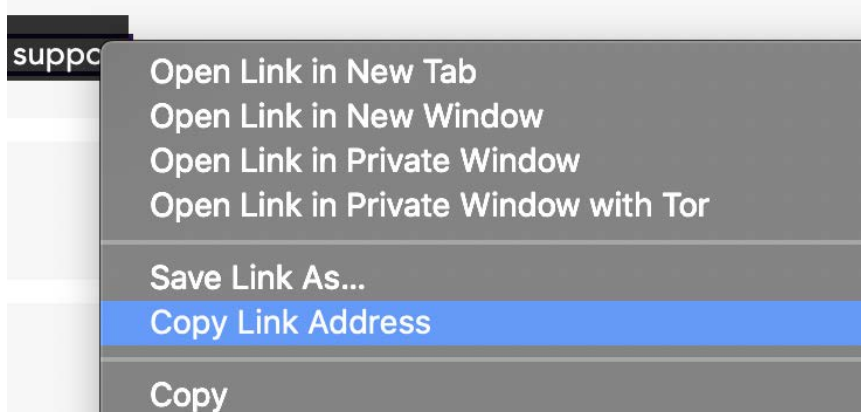 Open Link in New Tab
Open Link in New Window
Open Link in Private Window
Open Link in Private Window with Tor
Save Link As...
Copy Link Address
Copy